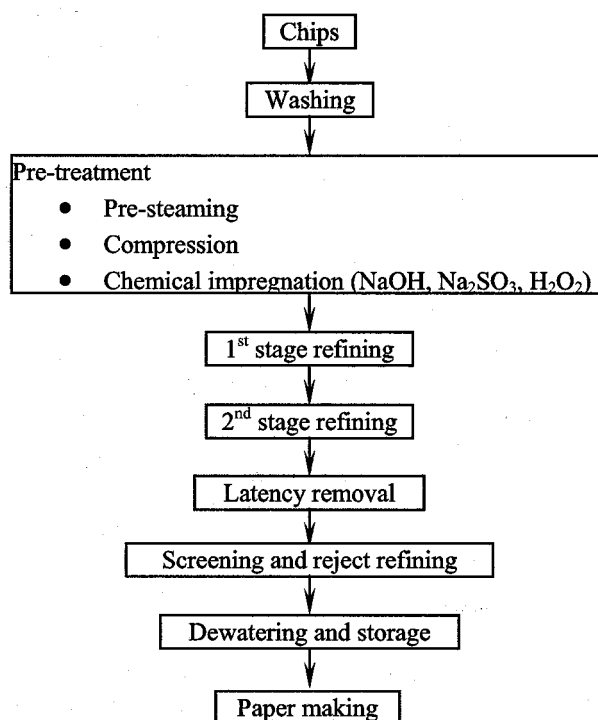 Chips
Washing
Pre-treatment
● Pre-steaming
● Compression
● Chemical impregnation (NaOH, Na₂SO₃, H₂O₂)
1ˢᵗ stage refining
2ⁿᵈ stage refining
Latency removal
Screening and reject refining
Dewatering and storage
Paper making